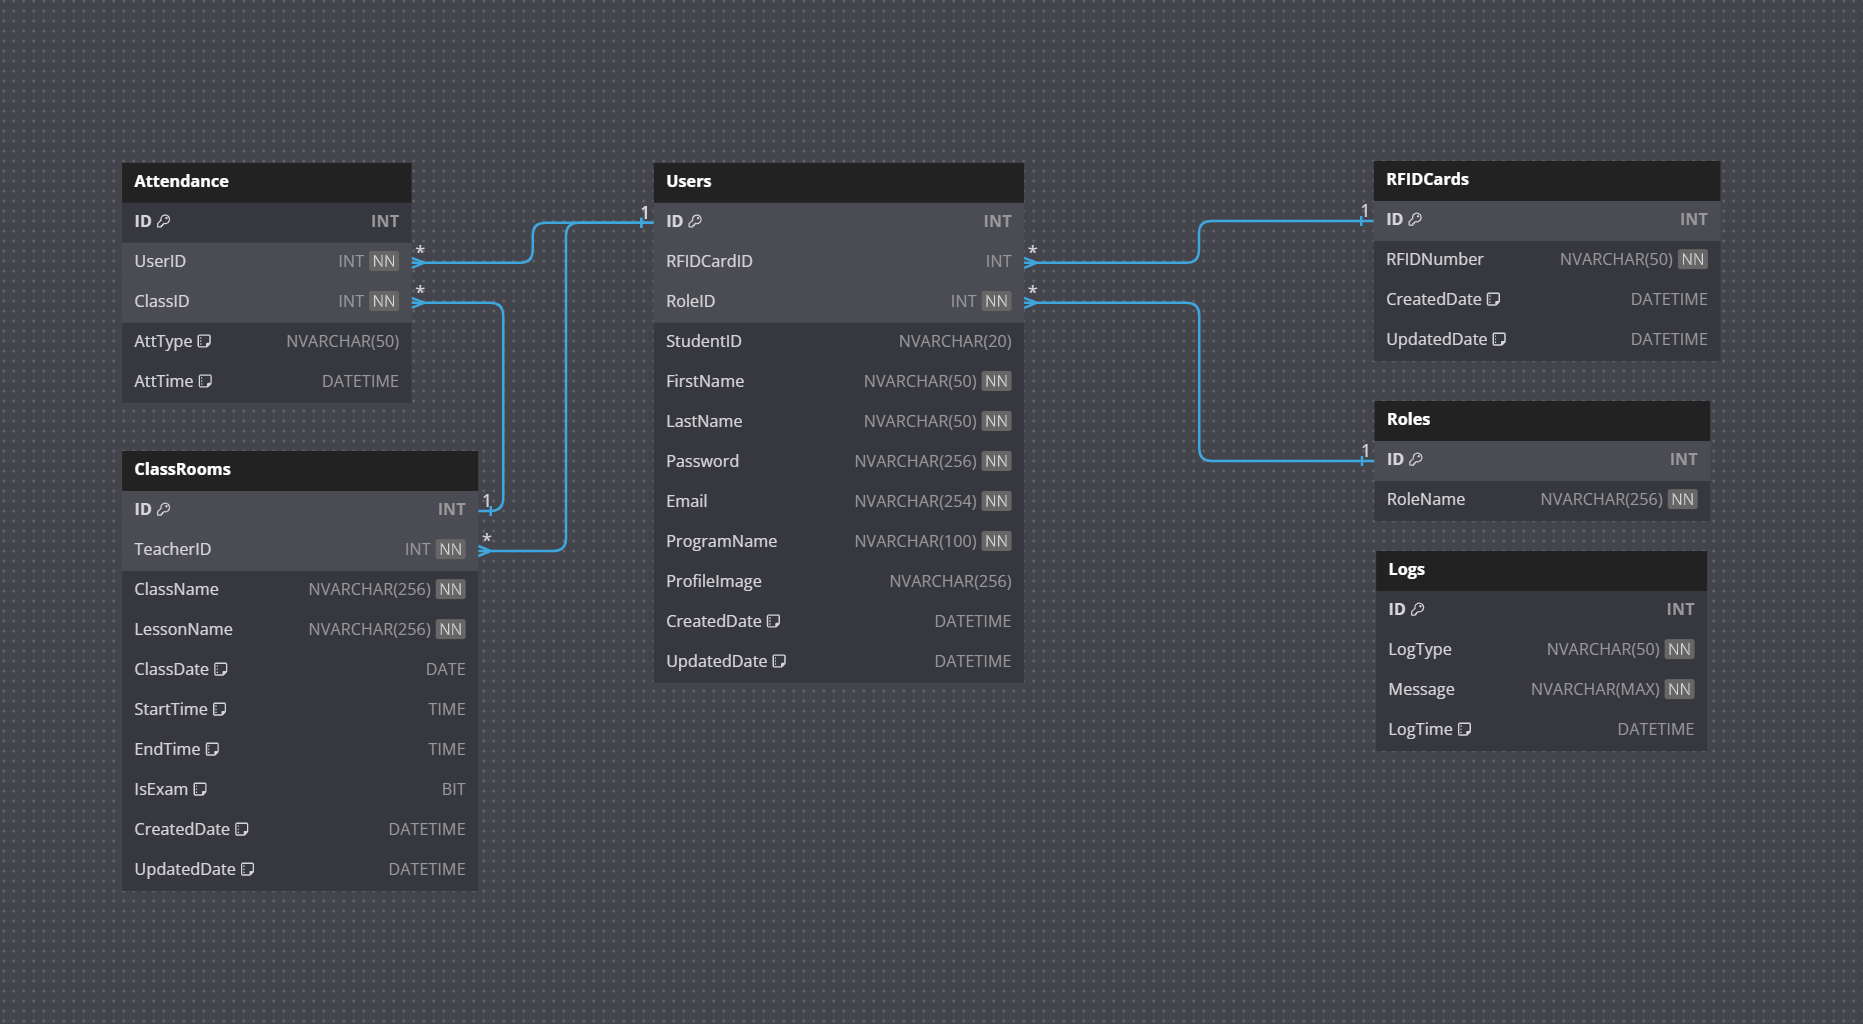 Attendance
ID INT
UserID INT NN
ClassID INT NN
AttType NVARCHAR(50)
AttTime DATETIME
*
*
ClassRooms
ID INT
TeacherID INT NN
ClassName NVARCHAR(256) NN
LessonName NVARCHAR(256) NN
ClassDate DATE
StartTime TIME
EndTime TIME
IsExam BIT
CreatedDate DATETIME
UpdatedDate DATETIME
1
*
1
Users
ID INT
RFIDCardID INT
RoleID INT NN
StudentID NVARCHAR(20)
FirstName NVARCHAR(50) NN
LastName NVARCHAR(50) NN
Password NVARCHAR(256) NN
Email NVARCHAR(254) NN
ProgramName NVARCHAR(100) NN
ProfileImage NVARCHAR(256)
CreatedDate DATETIME
UpdatedDate DATETIME
*
*
1
RFIDCards
ID INT
RFIDNumber NVARCHAR(50) NN
CreatedDate DATETIME
UpdatedDate DATETIME
1
Roles
ID INT
RoleName NVARCHAR(256) NN
Logs
ID INT
LogType NVARCHAR(50) NN
Message NVARCHAR(MAX) NN
LogTime DATETIME